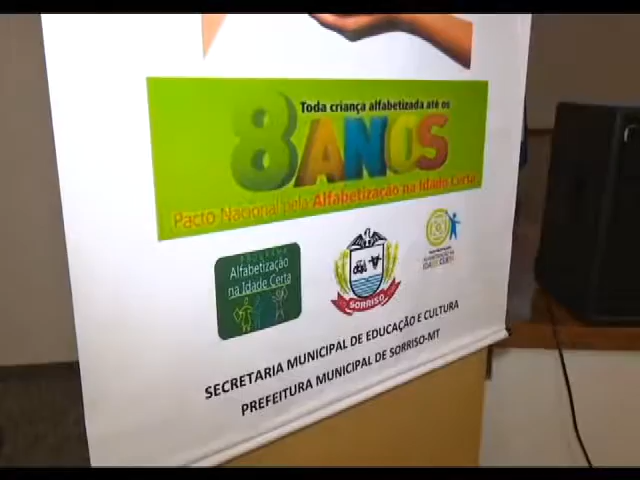 Toda criança alfabetizada até os
8 ANOS
Pacto Nacional pela Alfabetização na Idade Certa
PROGRAMA
Alfabetização
na Idade Certa
SORRISO
SECRETARIA MUNICIPAL DE EDUCAÇÃO E CULTURA
PREFEITURA MUNICIPAL DE SORRISO-MT